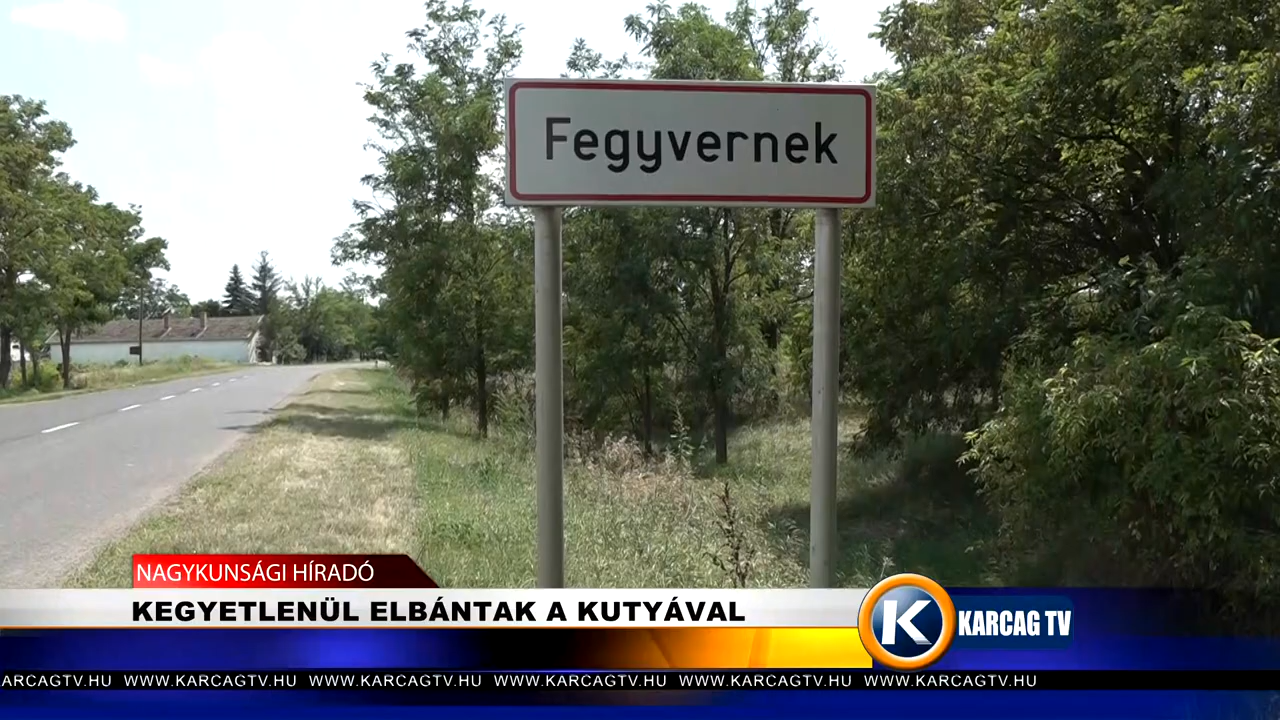 Fegyvernek
NAGYKUNSÁGI HÍRADÓ
KEGYETLENÜL ELBÁNTAK A KUTYÁVAL
K KARCAG TV
ARCAGTV.HU WWW.KARCAGTV.HU WWW.KARCAGTV.HU WWW.KARCAGTV.HU WWW.KARCAGTV.HU WWW.KARCAGTV.HU